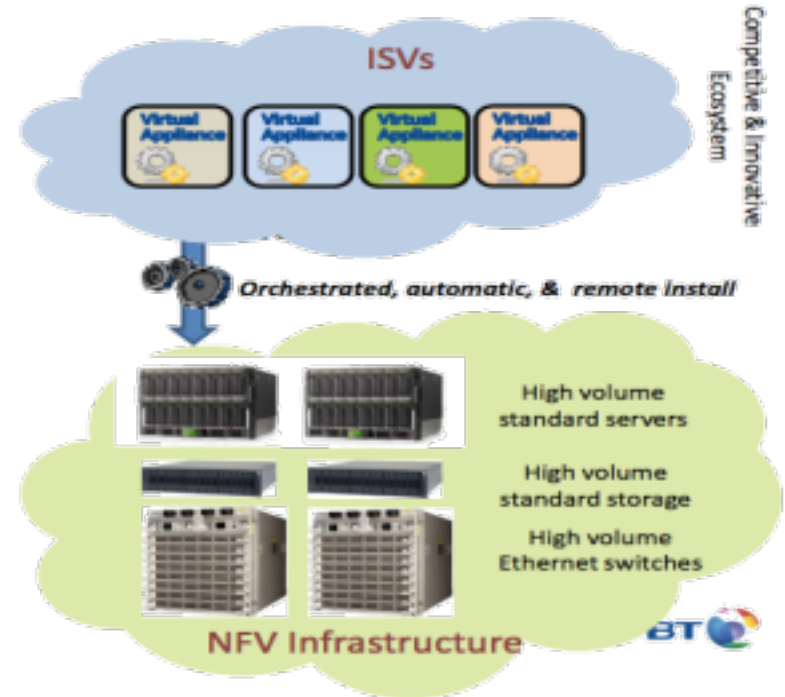 ISVs
Competitive & Innovative
Ecosystem
Virtual
Appliance
Virtual
Appliance
Virtual
Appliance
Virtual
Appliance
Orchestrated, automatic, & remote install
High volume
standard servers
High volume
standard storage
High volume
Ethernet switches
NFV Infrastructure
BT